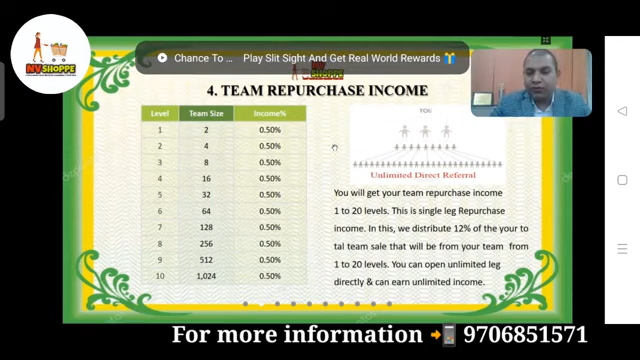 Chance To ... Play Slit Sight And Get Real World Rewards
NV SHOPPE
4. TEAM REPURCHASE INCOME
Level Team Size Income%
1 2 0.50%
2 4 0.50%
3 8 0.50%
4 16 0.50%
5 32 0.50%
6 64 0.50%
7 128 0.50%
8 256 0.50%
9 512 0.50%
10 1,024 0.50%
YOU
Unlimited Direct Referral
You will get your team repurchase income
1 to 20 levels. This is single leg Repurchase
income. In this, we distribute 12% of the your to
tal team sale that will be from your team from
1 to 20 levels. You can open unlimited leg
directly & can earn unlimited income.
For more information 9706851571